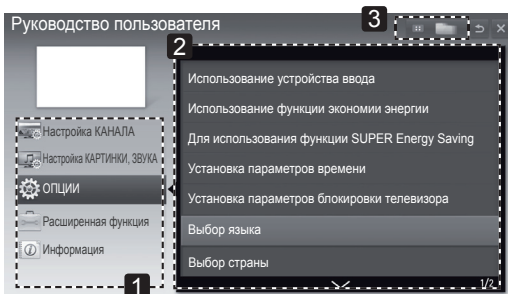 Руководство пользователя
3
2
Настройка КАНАЛА
Настройка КАРТИНКИ, ЗВУКА
ОПЦИИ
Расширенная функция
Информация
1
Использование устройства ввода
Использование функции экономии энергии
Для использования функции SUPER Energy Saving
Установка параметров времени
Установка параметров блокировки телевизора
Выбор языка
Выбор страны
1/2